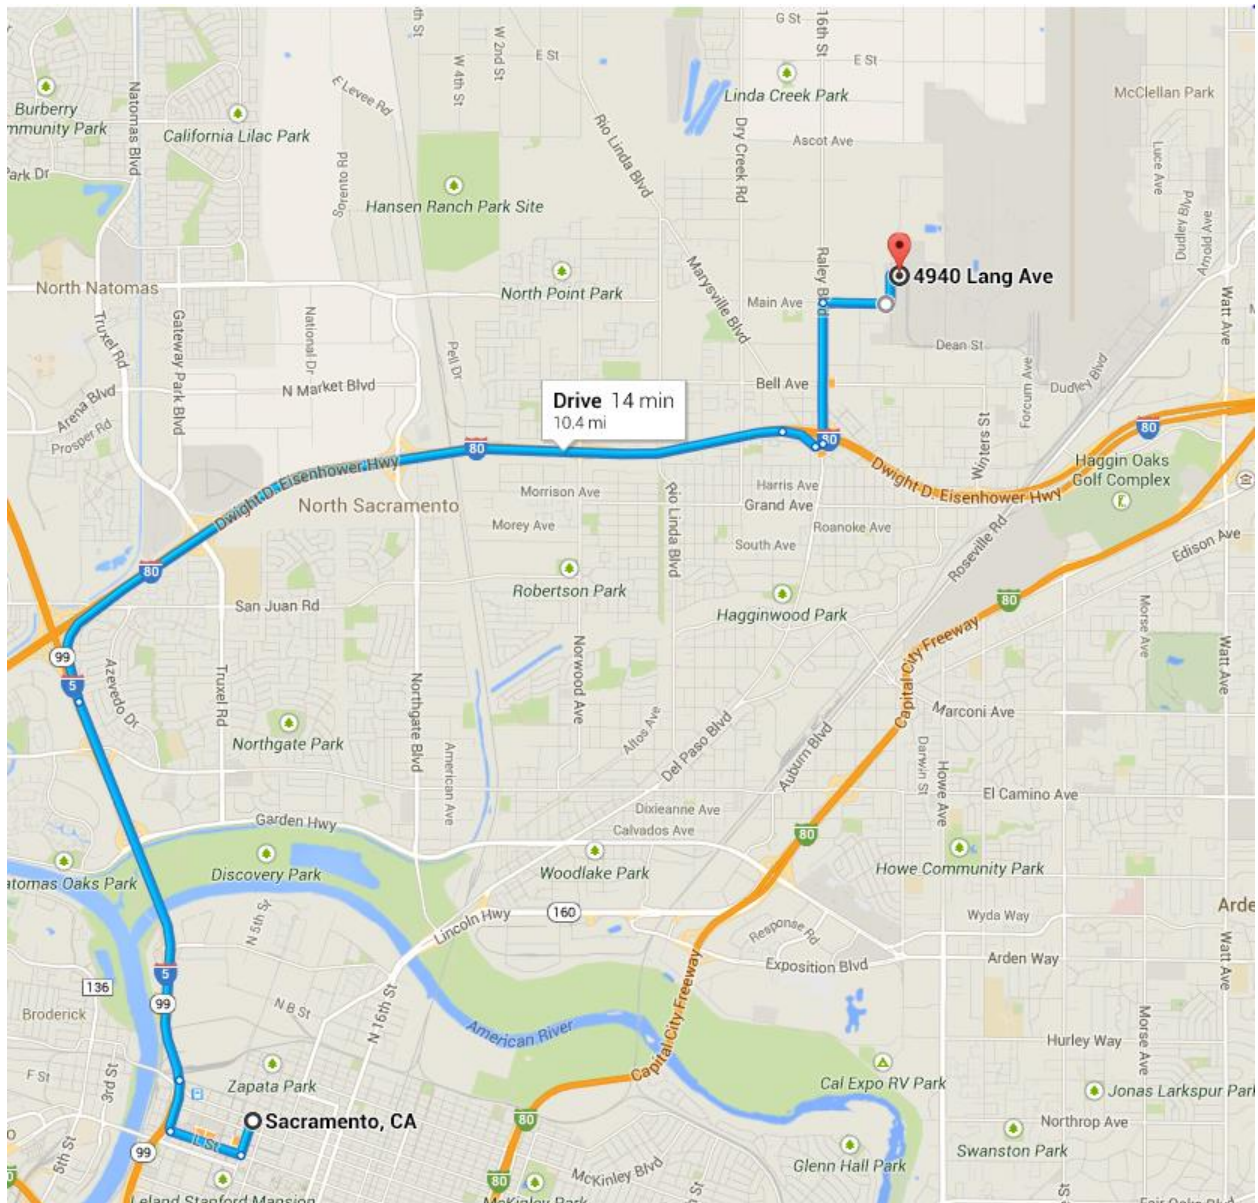 G St
16th St
W 2nd St
E St
E St
W 4th St
E Levee Rd
McClellan Park
Burberry
mmunity Park
Natomas Blvd
California Lilac Park
Linda Creek Park
Rio Linda Blvd
Dry Creek Rd
Ascot Ave
Luce Ave
Park Dr
Sorento Rd
Hansen Ranch Park Site
Dudley Blvd
Arnold Ave
Raley Blvd
4940 Lang Ave
North Natomas
North Point Park
Marysville Blvd
Main Ave
Watt Ave
Truxel Rd
Gateway Park Blvd
National Dr
Pell Dr
Dean St
Forcum Ave
Dudley Blvd
N Market Blvd
Bell Ave
Arena Blvd
Prosper Rd
Drive 14 min
10.4 mi
80
80
80
Winters St
Dwight D. Eisenhower Hwy
Dwight D. Eisenhower Hwy
Haggin Oaks
Golf Complex
North Sacramento
Morrison Ave
Rio Linda Blvd
Harris Ave
Grand Ave
Morey Ave
Roanoke Ave
South Ave
Roseville Rd
Edison Ave
80
Robertson Park
Hagginwood Park
San Juan Rd
80
Morse Ave
Watt Ave
Capital City Freeway
99
5
Azevedo Dr
Truxel Rd
Northgate Blvd
Norwood Ave
Northgate Park
Altos Ave
Del Paso Blvd
Marconi Ave
Auburn Blvd
Darwin St
Howe Ave
American Ave
El Camino Ave
Dixieanne Ave
Garden Hwy
Calvados Ave
80
atomas Oaks Park
Discovery Park
Woodlake Park
Howe Community Park
N 5th St
Lincoln Hwy
160
Response Rd
Wyda Way
Arde
Watt Ave
5
Exposition Blvd
Arden Way
136
99
Broderick
N B St
N 16th St
American River
Capital City Freeway
Morse Ave
Hurley Way
F St
3rd St
Zapata Park
Cal Expo RV Park
Jonas Larkspur Park
Sacramento, CA
80
Northrop Ave
L St
99
5th St
McKinley Blvd
Glenn Hall Park
Swanston Park
80
Leland Stanford Mansion
McKinley Park
Fair Oaks Blvd